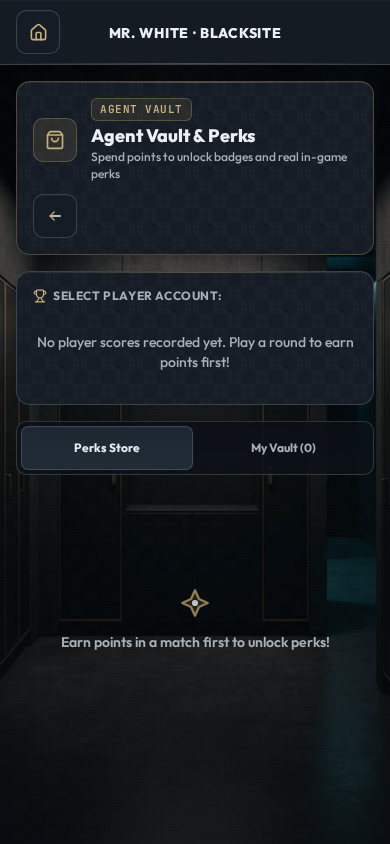 MR. WHITE · BLACKSITE
AGENT VAULT
Agent Vault & Perks
Spend points to unlock badges and real in-game
perks
SELECT PLAYER ACCOUNT:
No player scores recorded yet. Play a round to earn
points first!
Perks Store
My Vault (0)
Earn points in a match first to unlock perks!